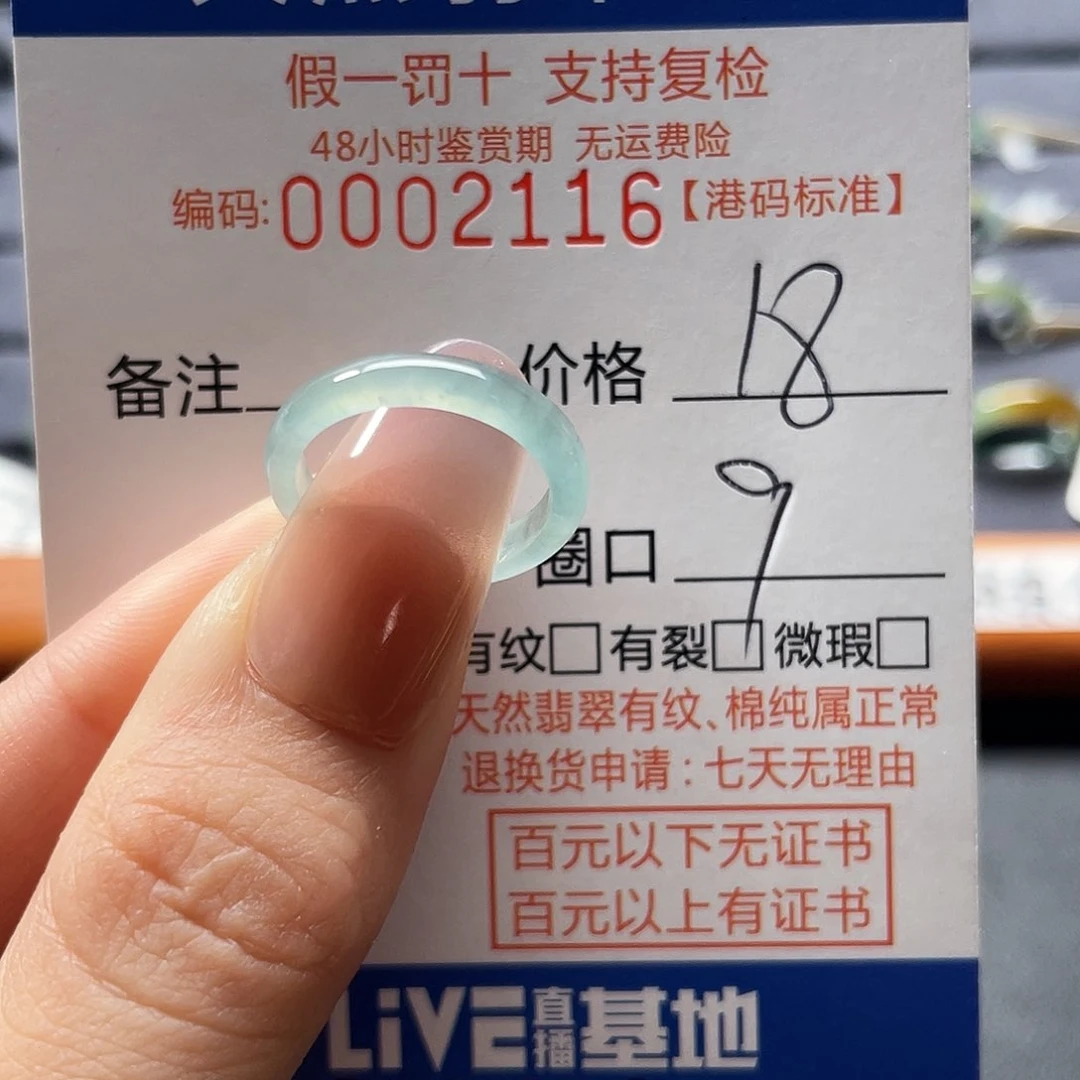 假一罚十 支持复检
48小时鉴赏期 无运费险
编码:0002116【港码标准】
备注 价格 18
圈口 9
有纹□ 有裂□ 微瑕□
天然翡翠有纹、棉纯属正常
退换货申请:七天无理由
百元以下无证书
百元以上有证书
LiVE直播基地